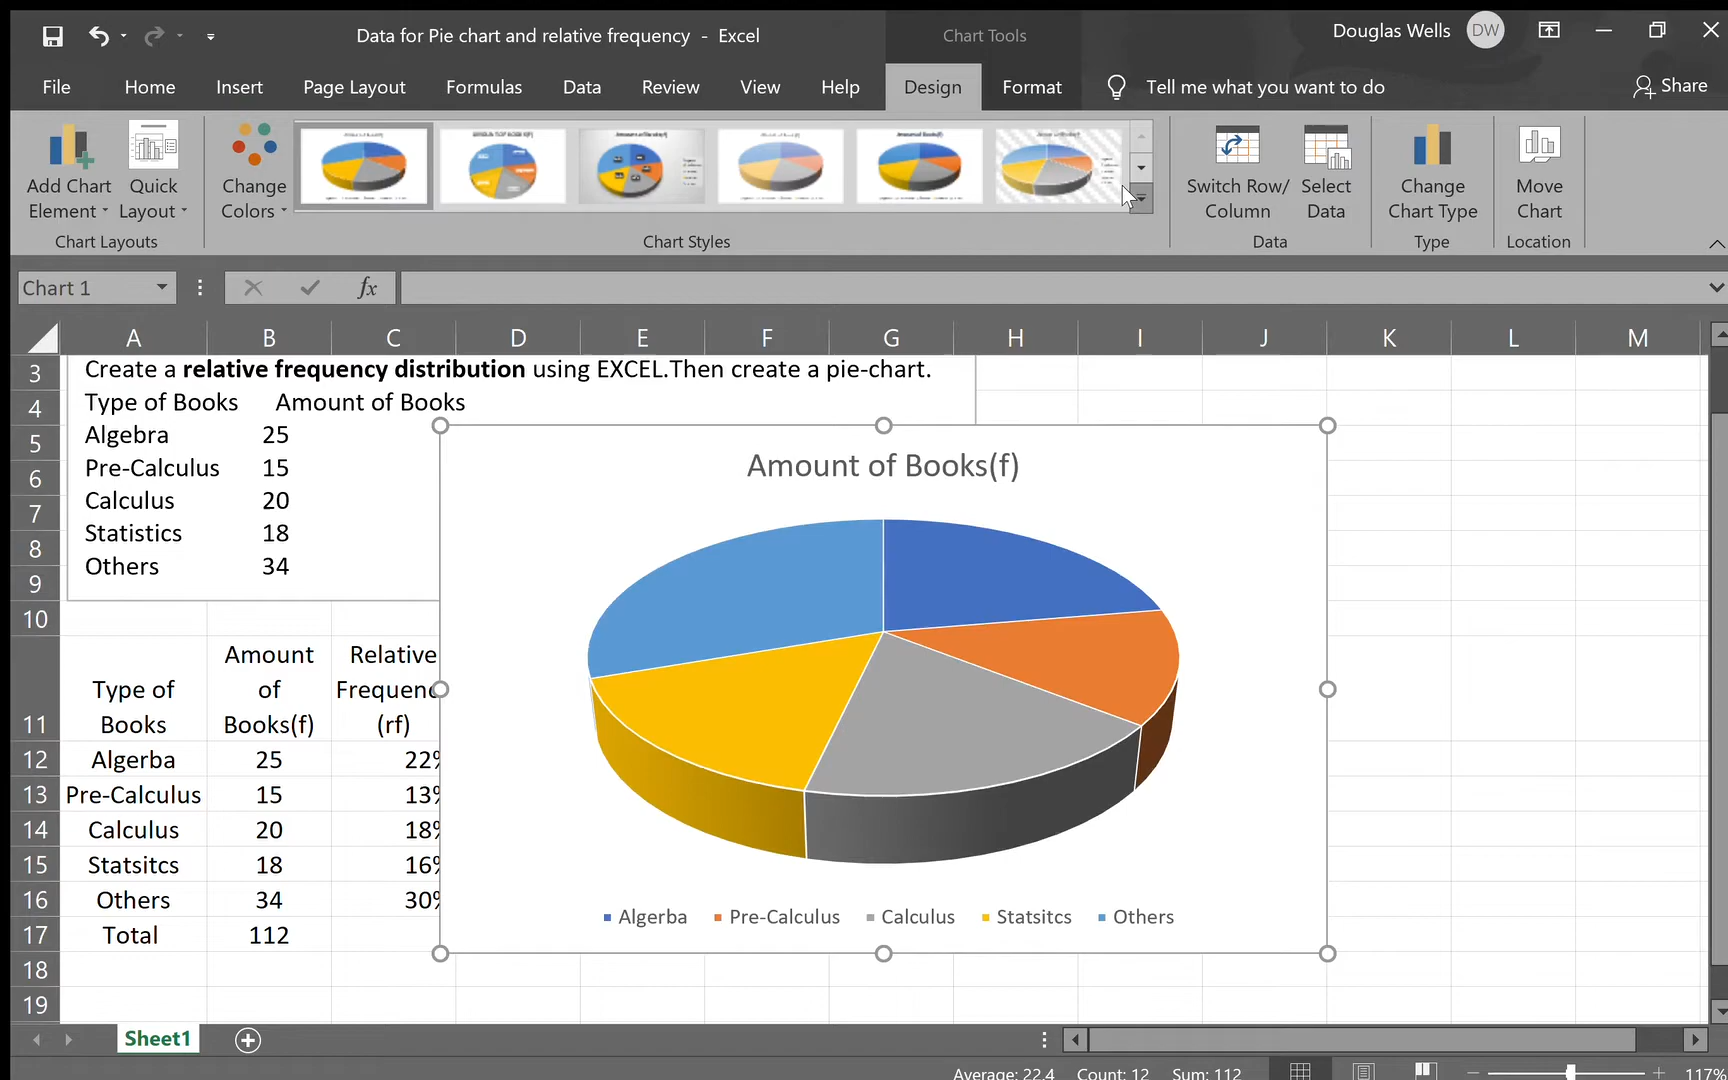 Data for Pie chart and relative frequency - Excel
Chart Tools
Douglas Wells
DW
File
Home
Insert
Page Layout
Formulas
Data
Review
View
Help
Design
Format
Tell me what you want to do
Share
Add Chart
Element
Quick
Layout
Change
Colors
Switch Row/
Column
Select
Data
Change
Chart Type
Move
Chart
Chart Layouts
Chart Styles
Data
Type
Location
Chart 1
fx
A B C D E F G H I J K L M
3 Create a relative frequency distribution using EXCEL.Then create a pie-chart.
4 Type of Books Amount of Books
5 Algebra 25
6 Pre-Calculus 15
7 Calculus 20
8 Statistics 18
9 Others 34
10
Amount of Books(f)
Type of
Books
Amount
of
Books(f)
Relative
Frequenc
(rf)
11
12 Algerba 25 22%
13 Pre-Calculus 15 13%
14 Calculus 20 18%
15 Statsitcs 18 16%
16 Others 34 30%
17 Total 112
18
19
Algerba Pre-Calculus Calculus Statsitcs Others
Sheet1
Average: 22.4 Count: 12 Sum: 112
117%